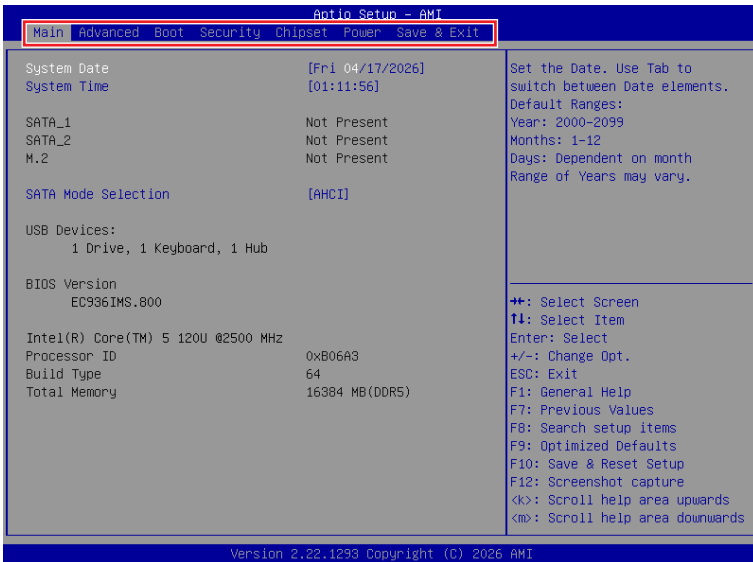 Aptio Setup - AMI
Main Advanced Boot Security Chipset Power Save & Exit
System Date [Fri 04/17/2026]
System Time [01:11:56]
SATA_1 Not Present
SATA_2 Not Present
M.2 Not Present
SATA Mode Selection [AHCI]
USB Devices:
1 Drive, 1 Keyboard, 1 Hub
BIOS Version
EC936IMS.800
Intel(R) Core(TM) 5 120U @2500 MHz
Processor ID 0xB06A3
Build Type 64
Total Memory 16384 MB(DDR5)
Set the Date. Use Tab to
switch between Date elements.
Default Ranges:
Year: 2000-2099
Months: 1-12
Days: Dependent on month
Range of Years may vary.
→←: Select Screen
↑↓: Select Item
Enter: Select
+/-: Change Opt.
ESC: Exit
F1: General Help
F7: Previous Values
F8: Search setup items
F9: Optimized Defaults
F10: Save & Reset Setup
F12: Screenshot capture
<k>: Scroll help area upwards
<m>: Scroll help area downwards
Version 2.22.1293 Copyright (C) 2026 AMI